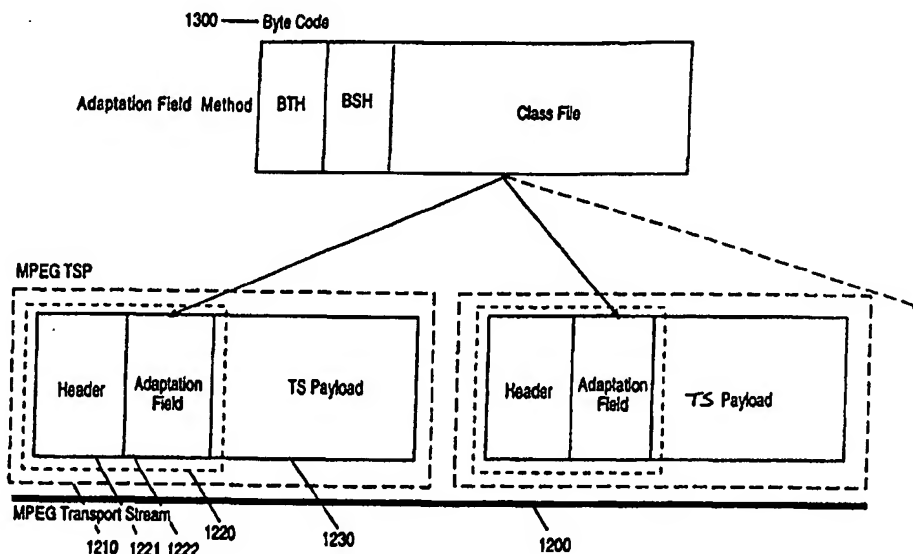 1300 Byte Code
Adaptation Field Method
BTH
BSH
Class File
MPEG TSP
Header
Adaptation
Field
TS Payload
Header
Adaptation
Field
TS Payload
MPEG Transport Stream
1210 1221 1222 1220 1230 1200